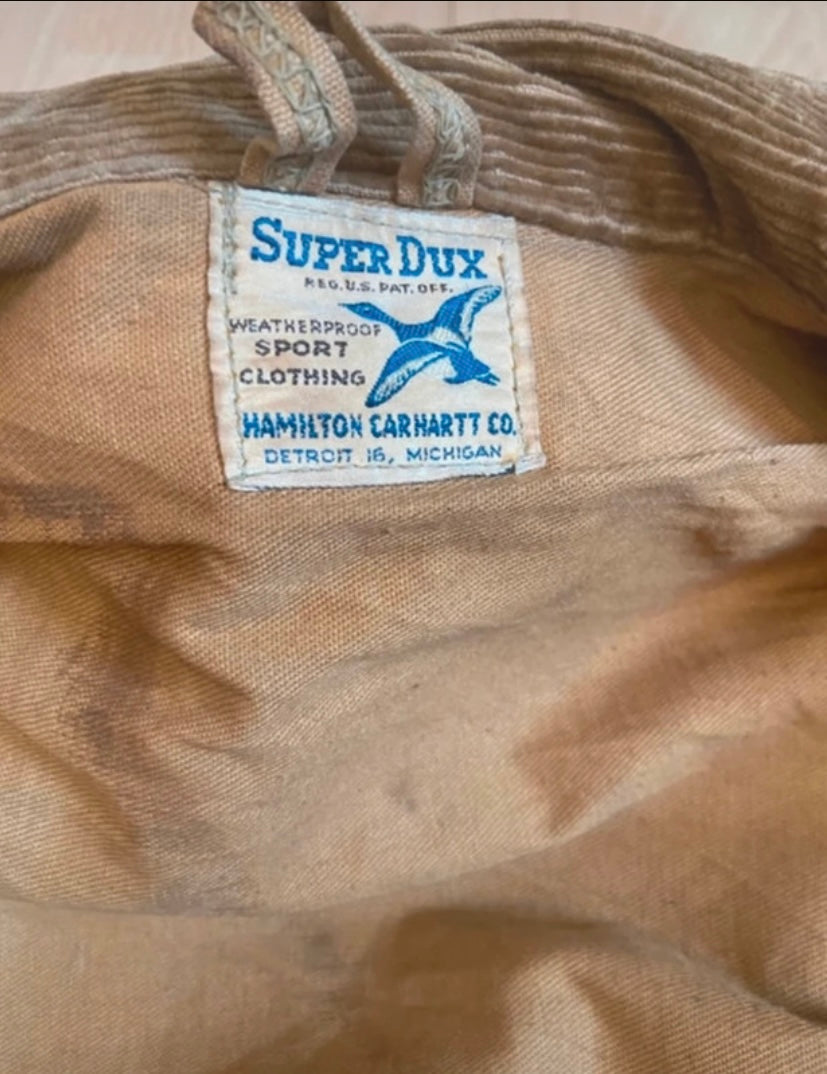 SUPER DUX
REG. U.S. PAT. OFF.
WEATHERPROOF
SPORT
CLOTHING
HAMILTON CARHARTT CO.
DETROIT 16, MICHIGAN